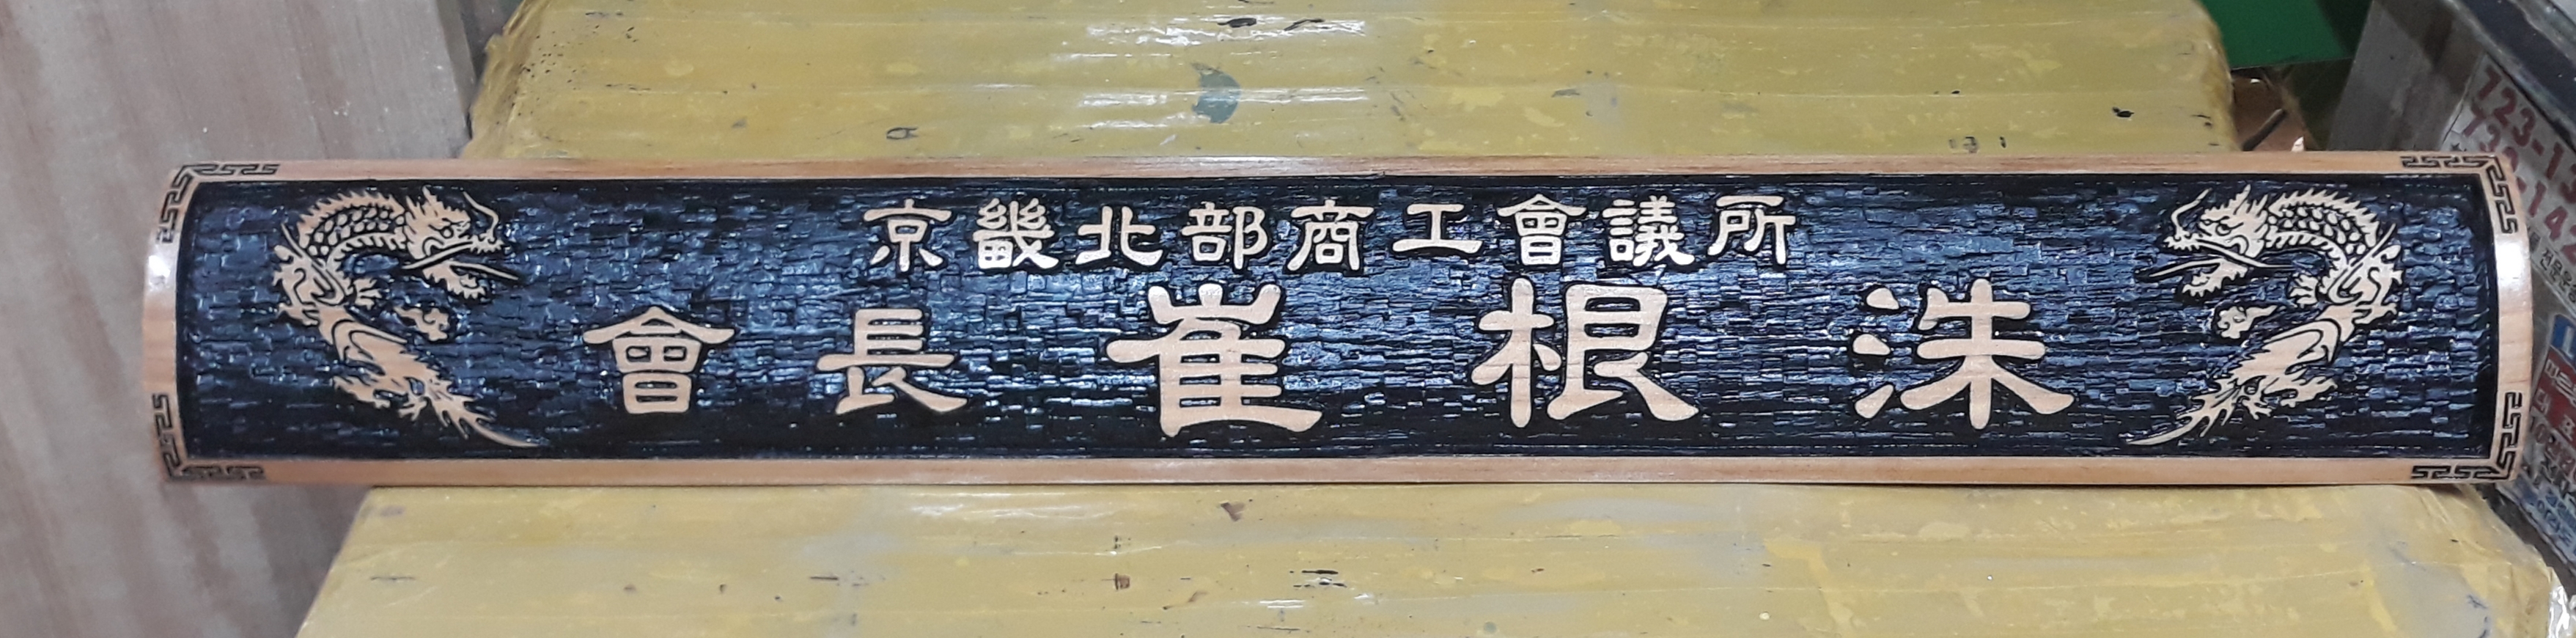 京畿北部商工會議所
會長 崔根洙